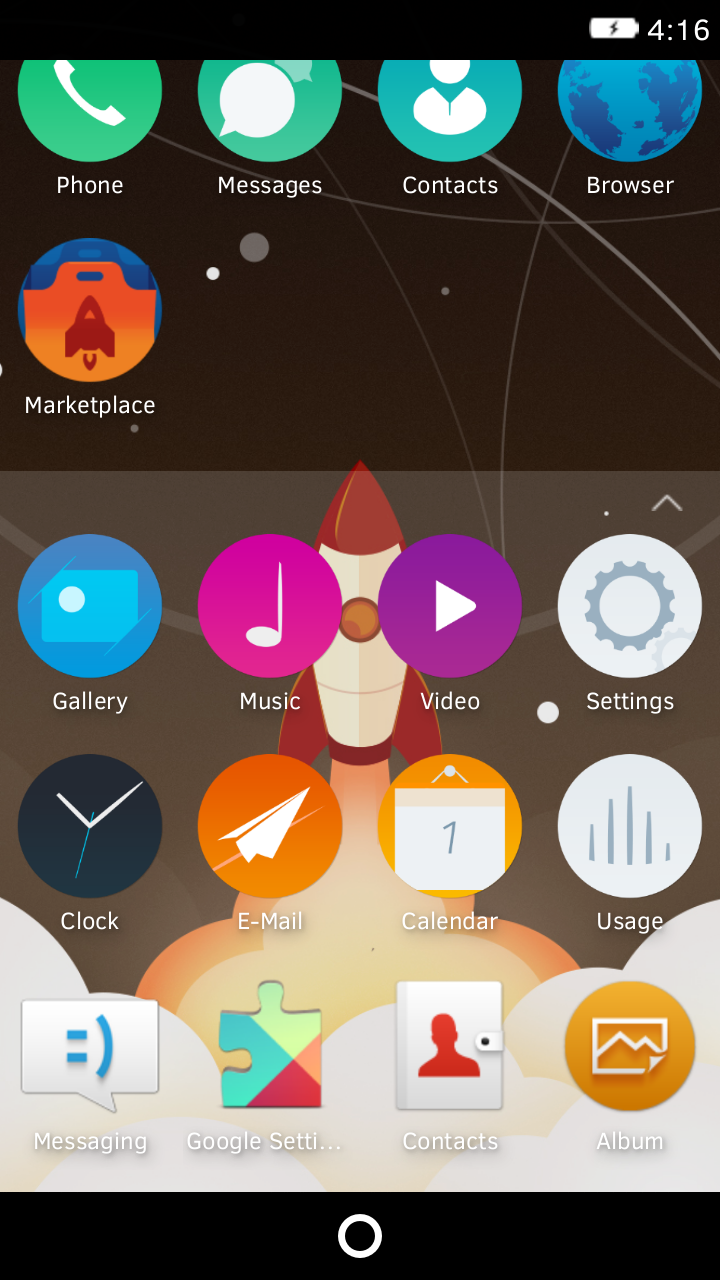 4:16
Phone Messages Contacts Browser
Marketplace
Gallery Music Video Settings
1
Clock E-Mail Calendar Usage
:)
Messaging Google Setti... Contacts Album